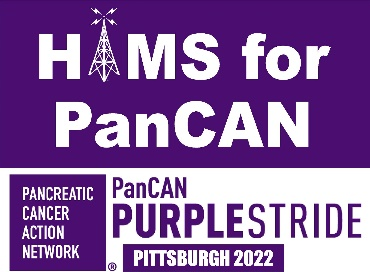 HAMS for
PanCAN
PANCREATIC
CANCER
ACTION
NETWORK
®
PanCAN
PURPLESTRIDE
PITTSBURGH 2022